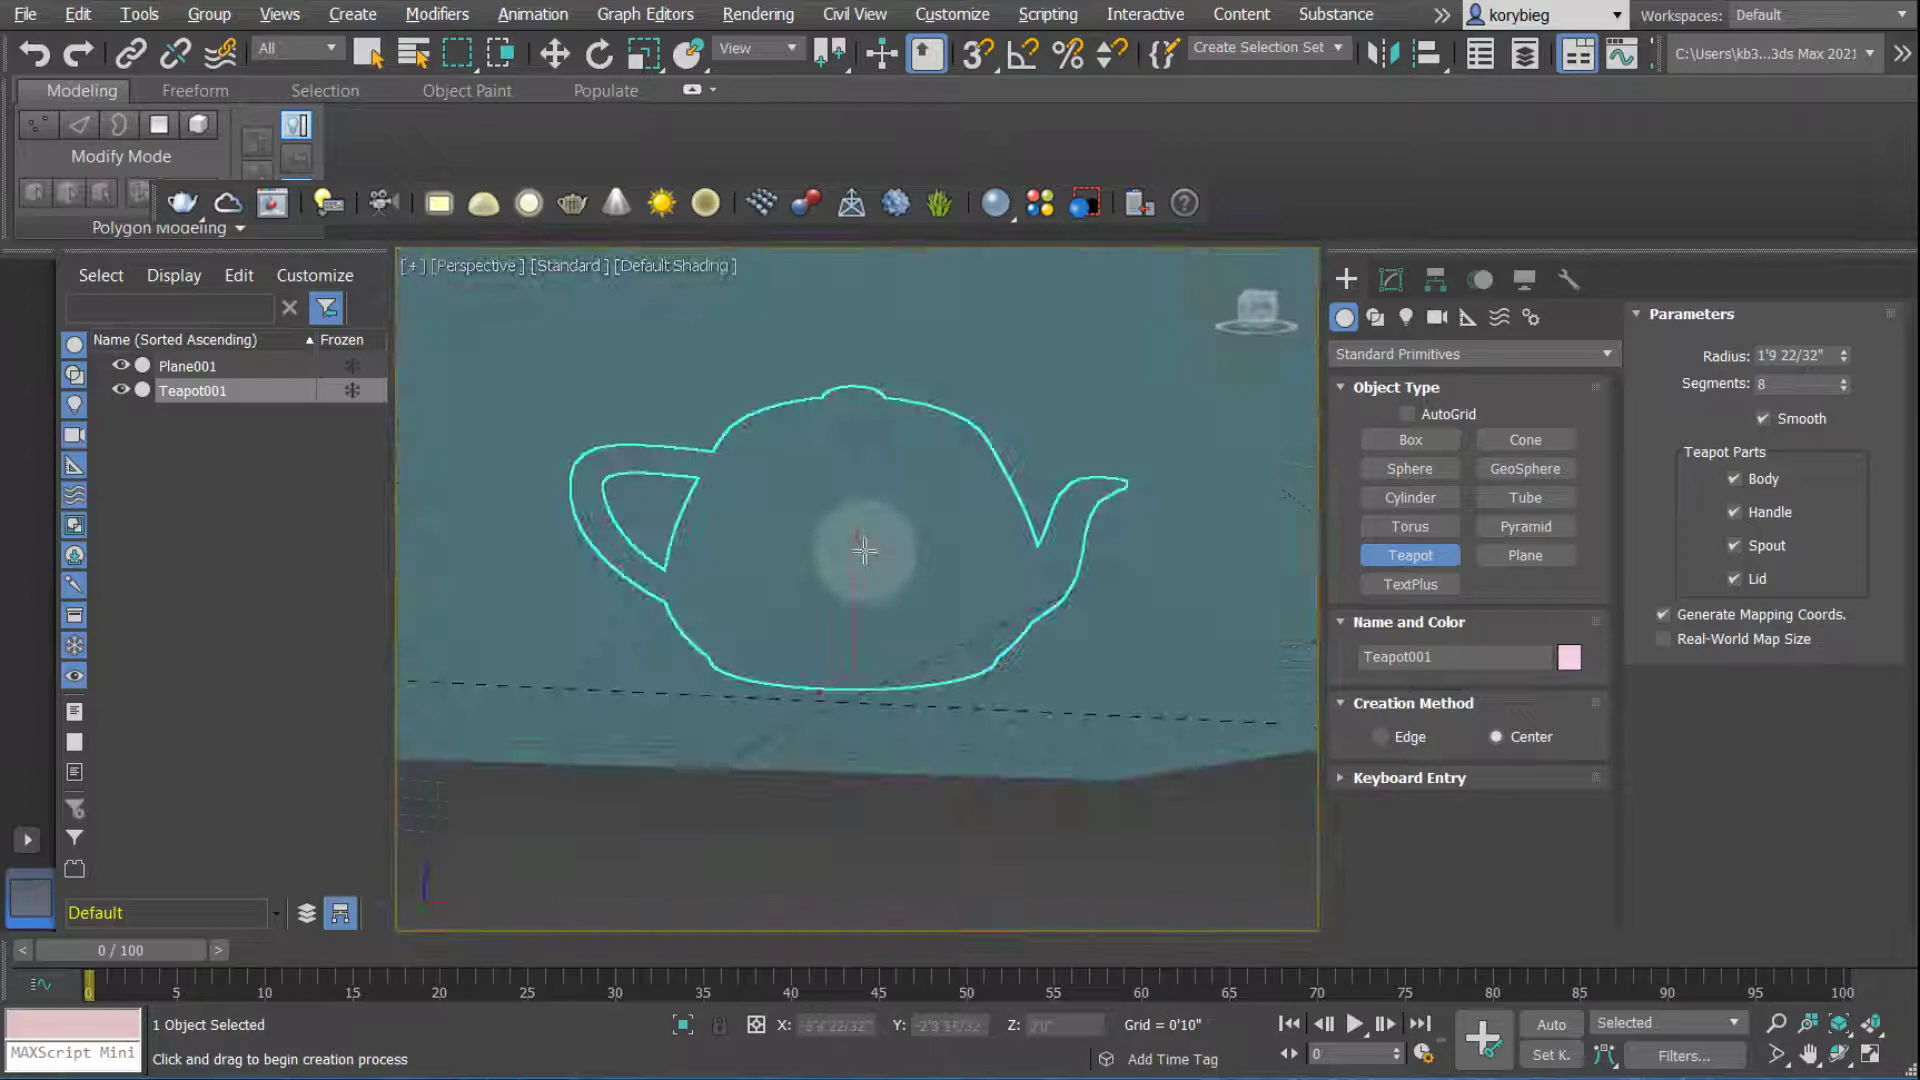 File Edit Tools Group Views Create Modifiers Animation Graph Editors Rendering Civil View Customize Scripting Interactive Content Substance korybieg Workspaces: Default
All View Create Selection Set C:\Users\kb3...3ds Max 2021
Modeling Freeform Selection Object Paint Populate
Modify Mode
Polygon Modeling
Select Display Edit Customize
Name (Sorted Ascending) Frozen
Plane001
Teapot001
Default
[+] [Perspective] [Standard] [Default Shading]
Standard Primitives
Object Type
AutoGrid
Box Cone
Sphere GeoSphere
Cylinder Tube
Torus Pyramid
Teapot Plane
TextPlus
Name and Color
Teapot001
Creation Method
Edge Center
Keyboard Entry
Parameters
Radius: 1'9 22/32"
Segments: 8
Smooth
Teapot Parts
Body
Handle
Spout
Lid
Generate Mapping Coords.
Real-World Map Size
< 0 / 100 >
0 5 10 15 20 25 30 35 40 45 50 55 60 65 70 75 80 85 90 95 100
1 Object Selected X: Y: Z: 0'0" Grid = 0'10" Auto Selected
MAXScript Mini Click and drag to begin creation process Add Time Tag 0 Set K. Filters...